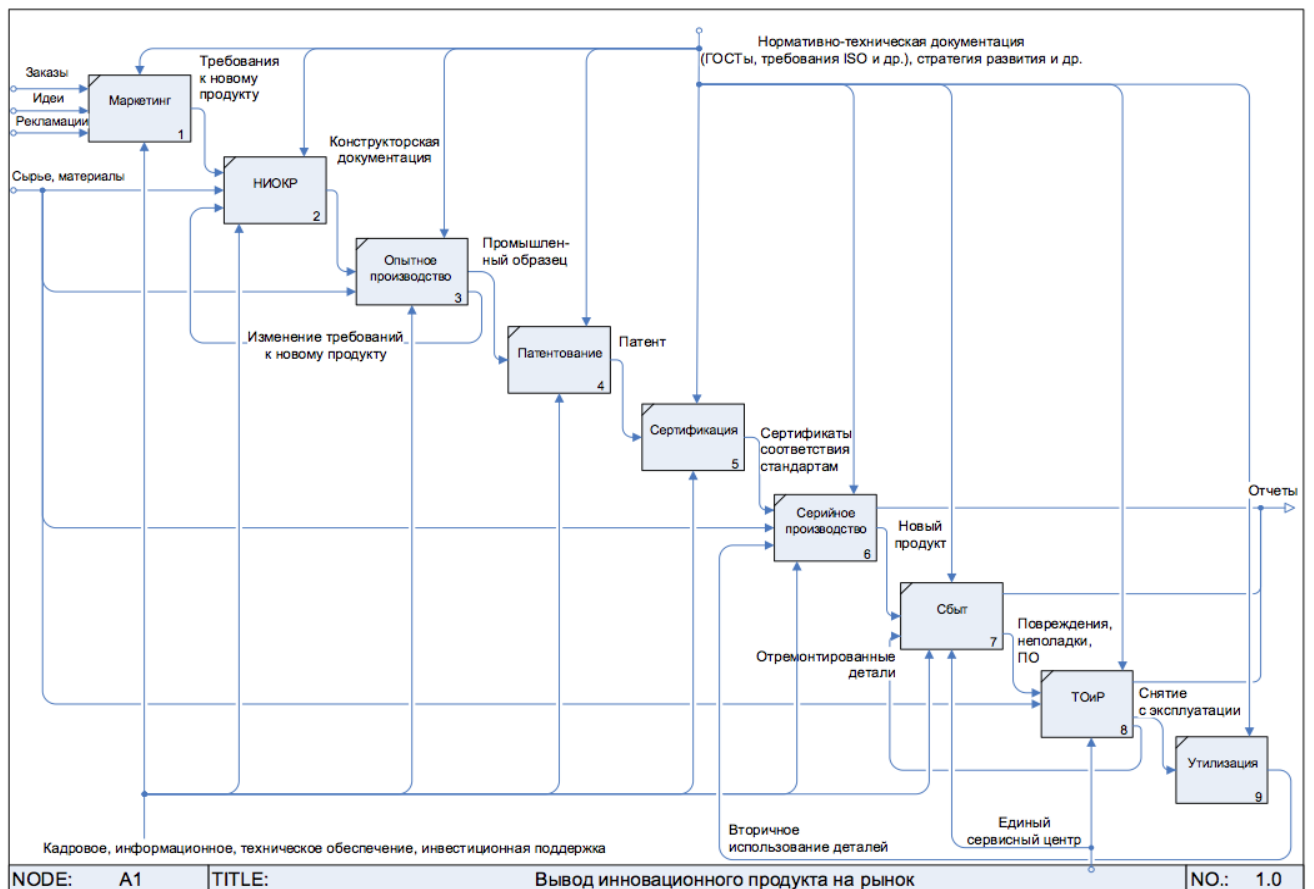 Нормативно-техническая документация
(ГОСТы, требования ISO и др.), стратегия развития и др.
Требования
к новому
продукту
Заказы
Идеи
Рекламации
Маркетинг
1
Конструкторская
документация
Сырье, материалы
НИОКР
2
Промышлен-
ный образец
Опытное
производство
3
Изменение требований
к новому продукту
Патент
Патентование
4
Сертификация
5
Сертификаты
соответствия
стандартам
Отчеты
Серийное
производство
6
Новый
продукт
Сбыт
7
Повреждения,
неполадки,
ПО
Отремонтированные
детали
ТОиР
8
Снятие
с эксплуатации
Утилизация
9
Вторичное
использование деталей
Единый
сервисный центр
Кадровое, информационное, техническое обеспечение, инвестиционная поддержка
NODE: A1 TITLE: Вывод инновационного продукта на рынок NO.: 1.0